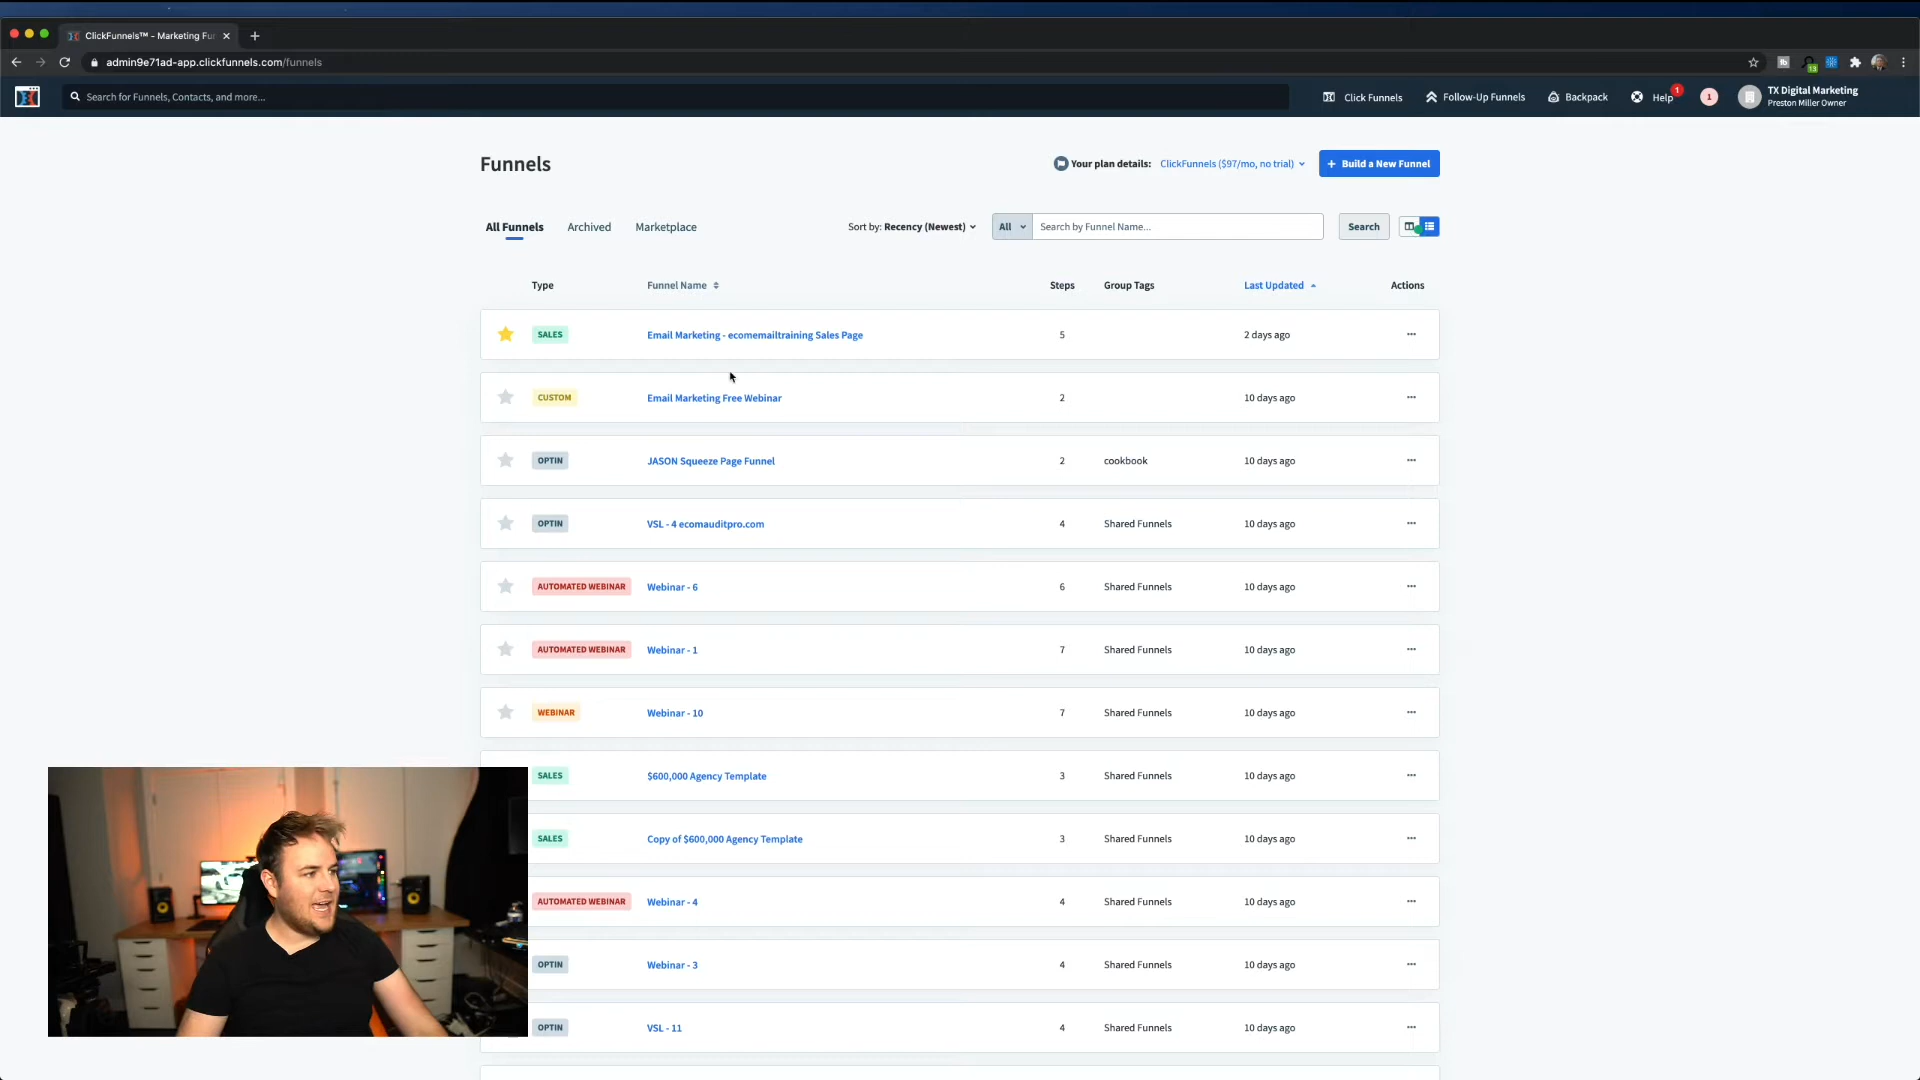 ClickFunnels™ - Marketing Fu
admin9e71ad-app.clickfunnels.com/funnels
13
Search for Funnels, Contacts, and more...
Click Funnels
Follow-Up Funnels
Backpack
Help
1
1
TX Digital Marketing
Preston Miller Owner
Funnels
Your plan details: ClickFunnels ($97/mo, no trial)
+ Build a New Funnel
All Funnels
Archived
Marketplace
Sort by: Recency (Newest)
All
Search by Funnel Name...
Search
Type Funnel Name Steps Group Tags Last Updated Actions
SALES Email Marketing - ecomemailtraining Sales Page 5 2 days ago
CUSTOM Email Marketing Free Webinar 2 10 days ago
OPTIN JASON Squeeze Page Funnel 2 cookbook 10 days ago
OPTIN VSL - 4 ecomauditpro.com 4 Shared Funnels 10 days ago
AUTOMATED WEBINAR Webinar - 6 6 Shared Funnels 10 days ago
AUTOMATED WEBINAR Webinar - 1 7 Shared Funnels 10 days ago
WEBINAR Webinar - 10 7 Shared Funnels 10 days ago
SALES $600,000 Agency Template 3 Shared Funnels 10 days ago
SALES Copy of $600,000 Agency Template 3 Shared Funnels 10 days ago
AUTOMATED WEBINAR Webinar - 4 4 Shared Funnels 10 days ago
OPTIN Webinar - 3 4 Shared Funnels 10 days ago
OPTIN VSL - 11 4 Shared Funnels 10 days ago